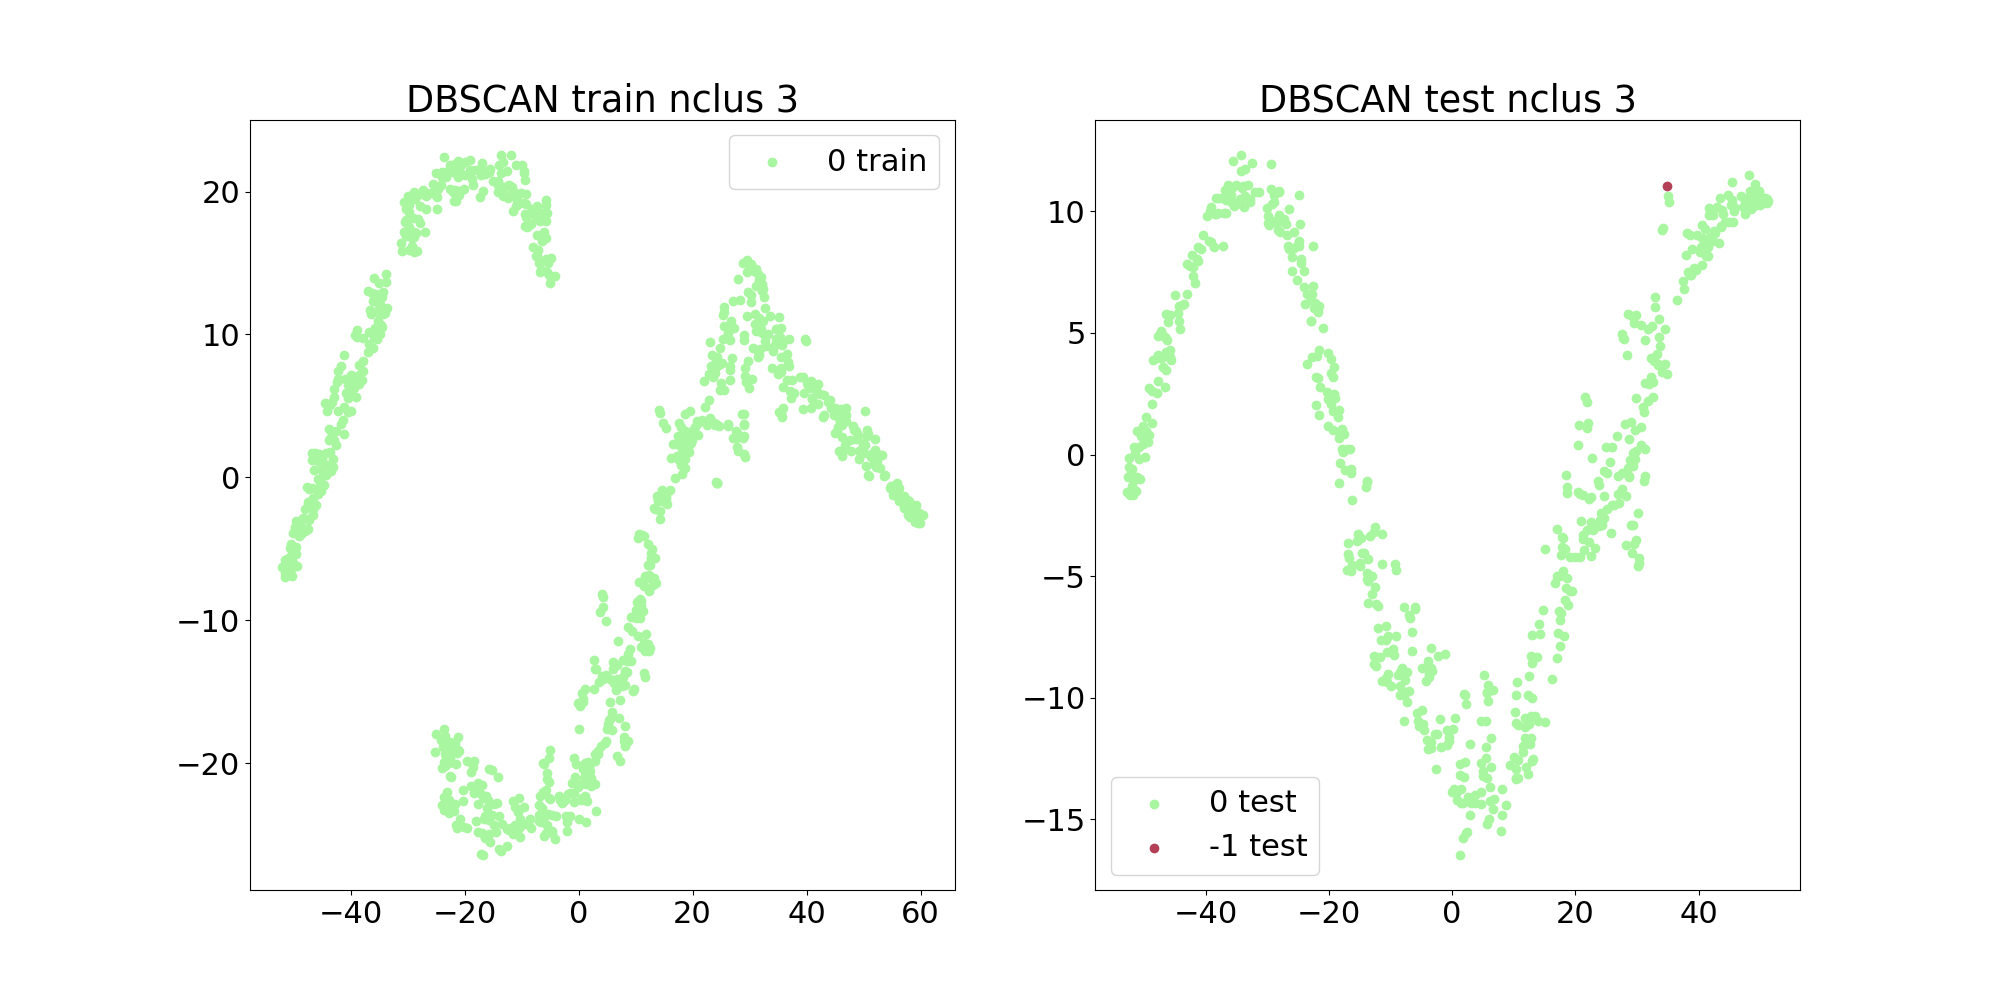 DBSCAN train nclus 3
0 train
20
10
0
−10
−20
−40 −20 0 20 40 60
DBSCAN test nclus 3
10
5
0
−5
−10
−15
0 test
-1 test
−40 −20 0 20 40